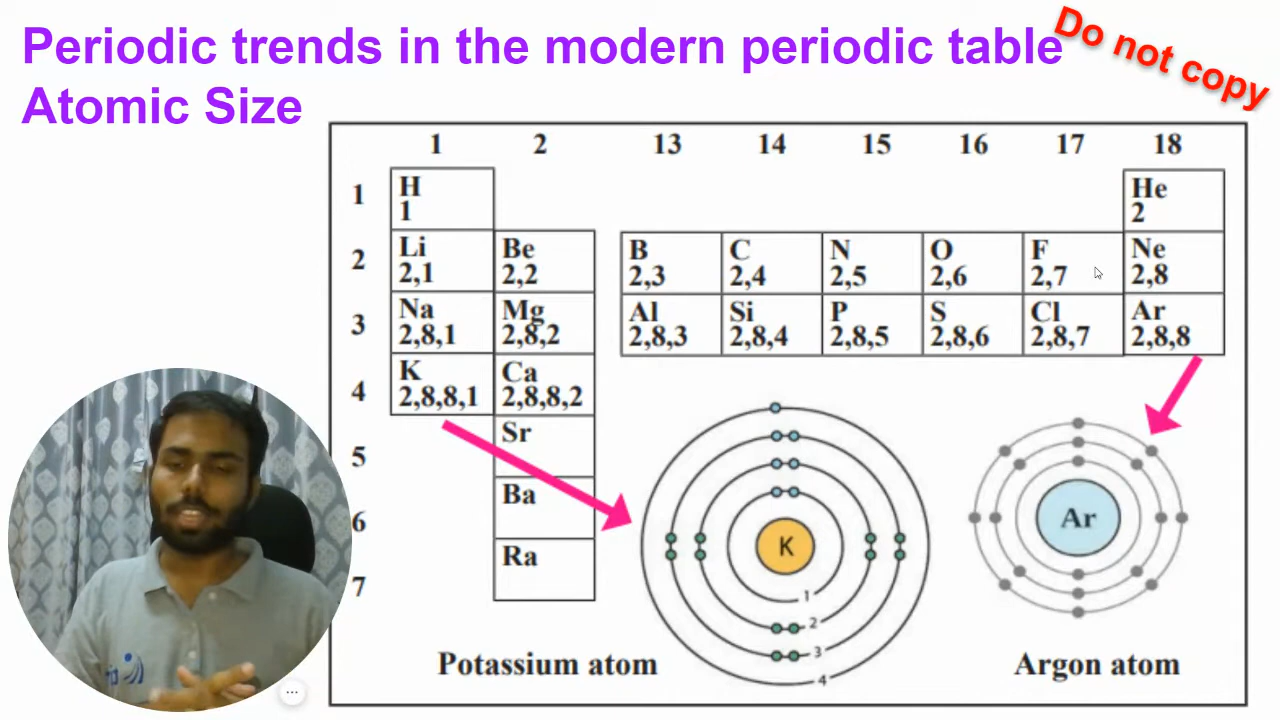 Periodic trends in the modern periodic table
Do not copy
Atomic Size
1 2 13 14 15 16 17 18
1 H He
1 2
2 Li Be B C N O F Ne
2,1 2,2 2,3 2,4 2,5 2,6 2,7 2,8
3 Na Mg Al Si P S Cl Ar
2,8,1 2,8,2 2,8,3 2,8,4 2,8,5 2,8,6 2,8,7 2,8,8
4 K Ca
2,8,8,1 2,8,8,2
5 Sr
6 Ba
7 Ra
K
1
2
3
4
Ar
Potassium atom
Argon atom